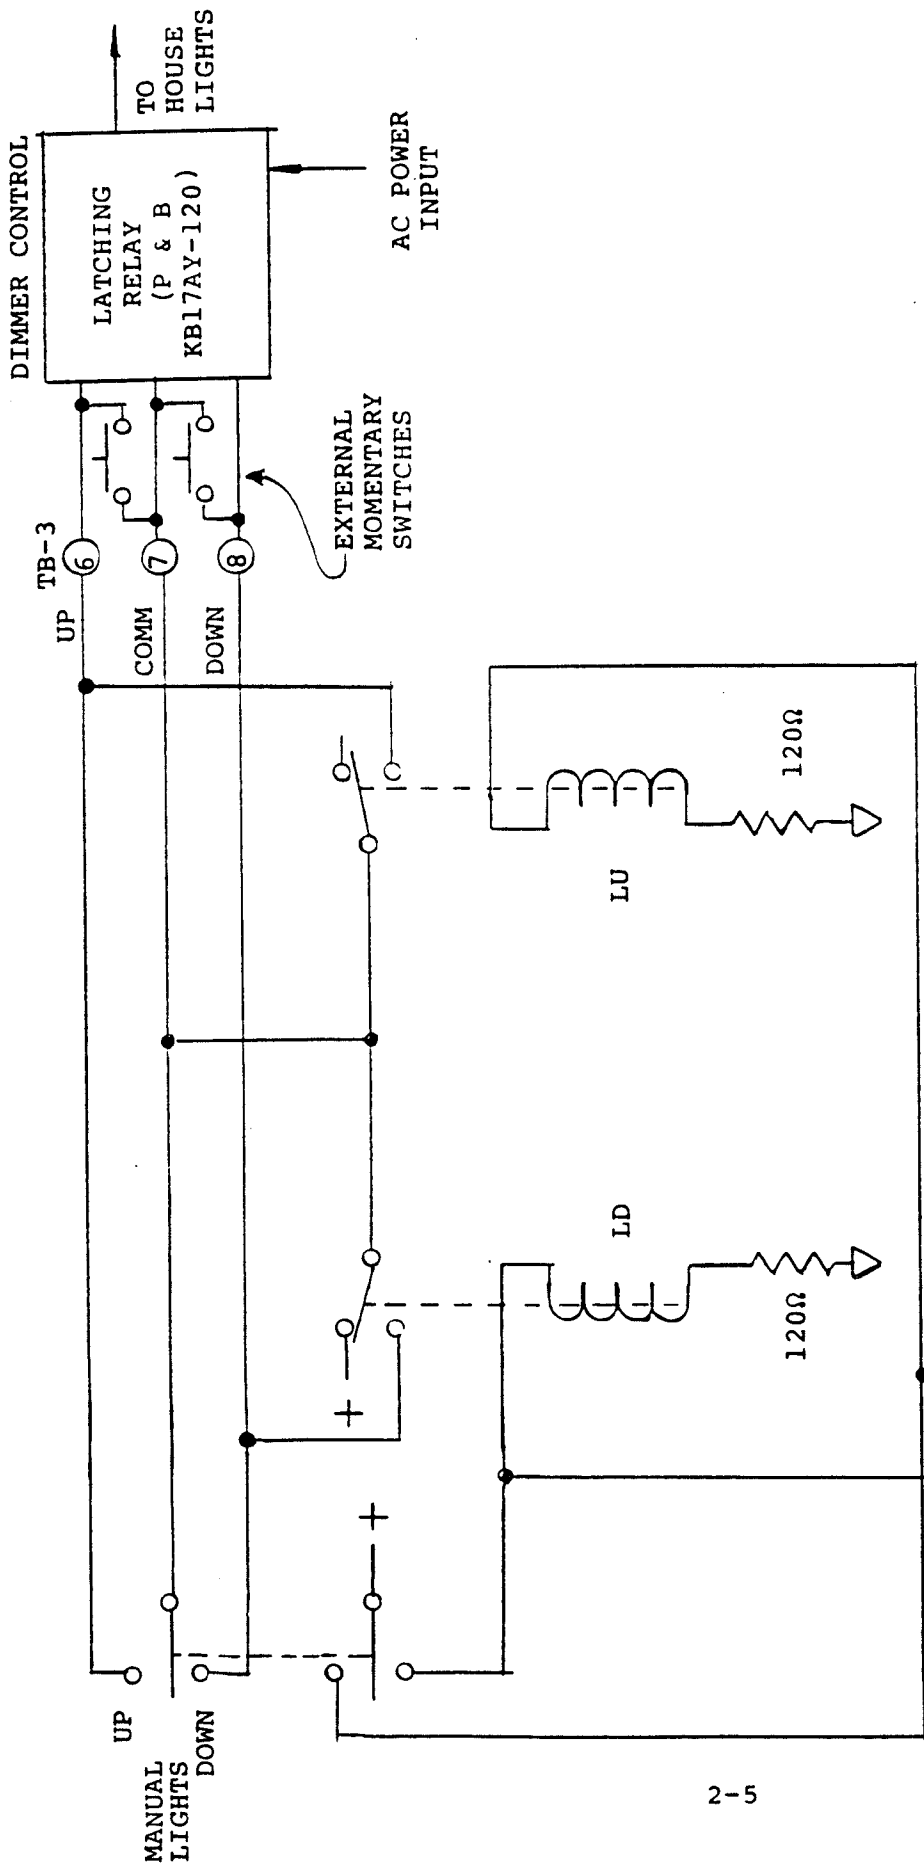 DIMMER CONTROL
LATCHING
RELAY
(P & B
KB17AY-120)
TO
HOUSE
LIGHTS
AC POWER
INPUT
TB-3
UP
6
COMM
7
DOWN
8
EXTERNAL
MOMENTARY
SWITCHES
UP
MANUAL
LIGHTS
DOWN
+
+
LD
120Ω
LU
120Ω
2-5